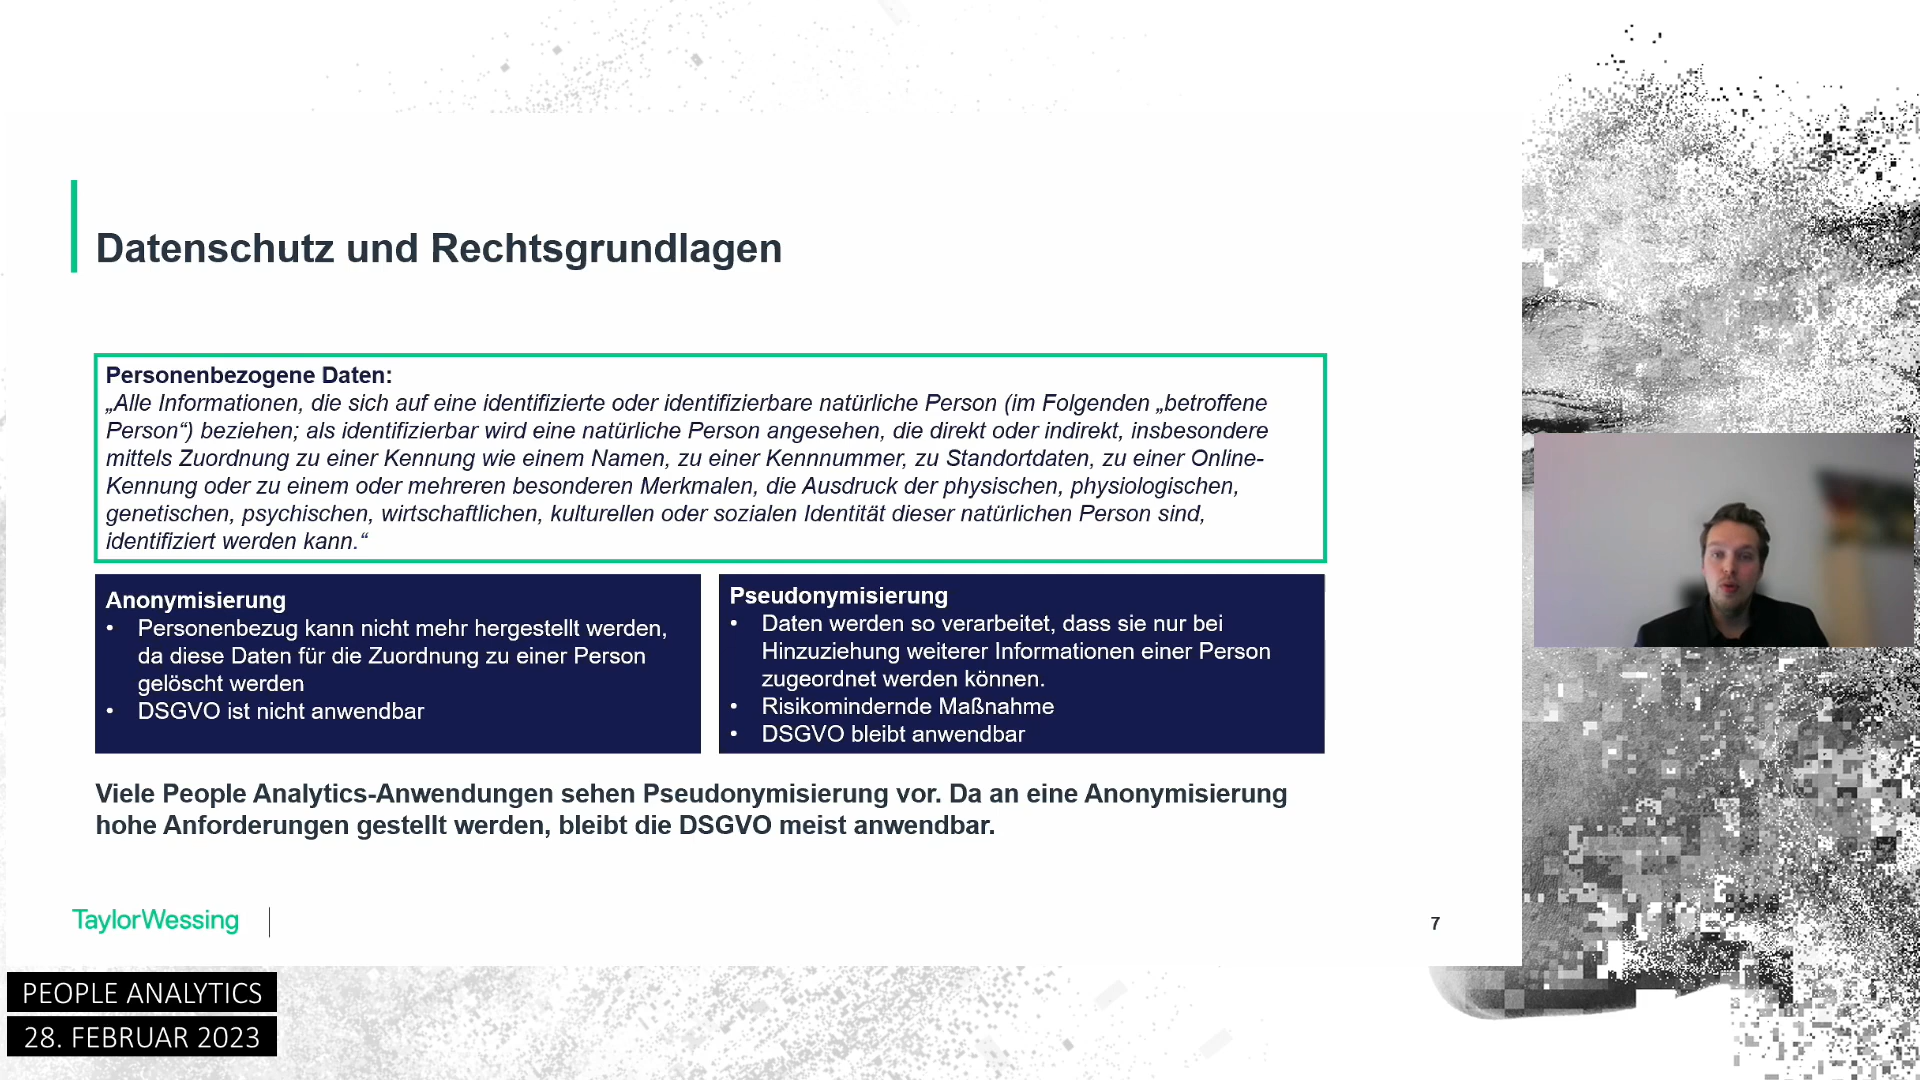 Datenschutz und Rechtsgrundlagen
Personenbezogene Daten:
„Alle Informationen, die sich auf eine identifizierte oder identifizierbare natürliche Person (im Folgenden „betroffene
Person“) beziehen; als identifizierbar wird eine natürliche Person angesehen, die direkt oder indirekt, insbesondere
mittels Zuordnung zu einer Kennung wie einem Namen, zu einer Kennnummer, zu Standortdaten, zu einer Online-
Kennung oder zu einem oder mehreren besonderen Merkmalen, die Ausdruck der physischen, physiologischen,
genetischen, psychischen, wirtschaftlichen, kulturellen oder sozialen Identität dieser natürlichen Person sind,
identifiziert werden kann.“
Anonymisierung
• Personenbezug kann nicht mehr hergestellt werden,
da diese Daten für die Zuordnung zu einer Person
gelöscht werden
• DSGVO ist nicht anwendbar
Pseudonymisierung
• Daten werden so verarbeitet, dass sie nur bei
Hinzuziehung weiterer Informationen einer Person
zugeordnet werden können.
• Risikomindernde Maßnahme
• DSGVO bleibt anwendbar
Viele People Analytics-Anwendungen sehen Pseudonymisierung vor. Da an eine Anonymisierung
hohe Anforderungen gestellt werden, bleibt die DSGVO meist anwendbar.
TaylorWessing
7
PEOPLE ANALYTICS
28. FEBRUAR 2023